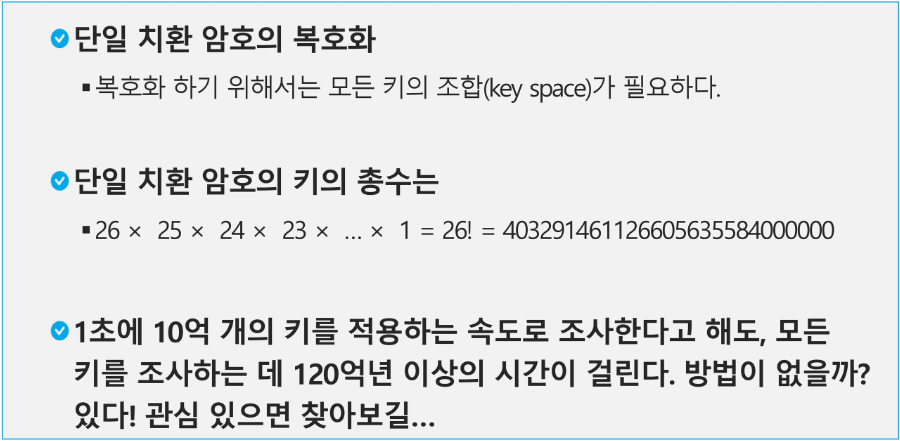 단일 치환 암호의 복호화
복호화 하기 위해서는 모든 키의 조합(key space)가 필요하다.
단일 치환 암호의 키의 총수는
26 × 25 × 24 × 23 × … × 1 = 26! = 403291461126605635584000000
1초에 10억 개의 키를 적용하는 속도로 조사한다고 해도, 모든
키를 조사하는 데 120억년 이상의 시간이 걸린다. 방법이 없을까?
있다! 관심 있으면 찾아보길…